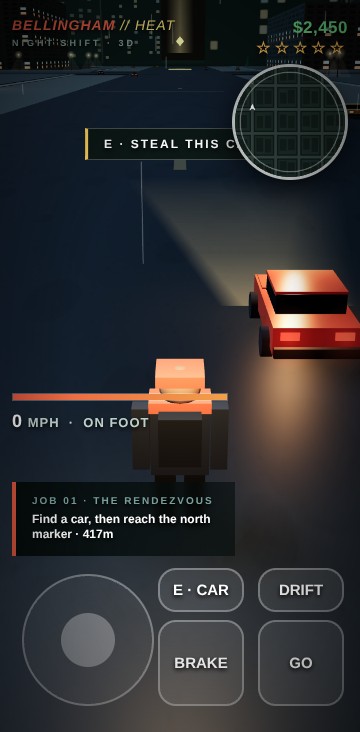 BELLINGHAM // HEAT
NIGHT SHIFT · 3D
$2,450
E · STEAL THIS C
0 MPH · ON FOOT
JOB 01 · THE RENDEZVOUS
Find a car, then reach the north
marker · 417m
E · CAR
DRIFT
BRAKE
GO